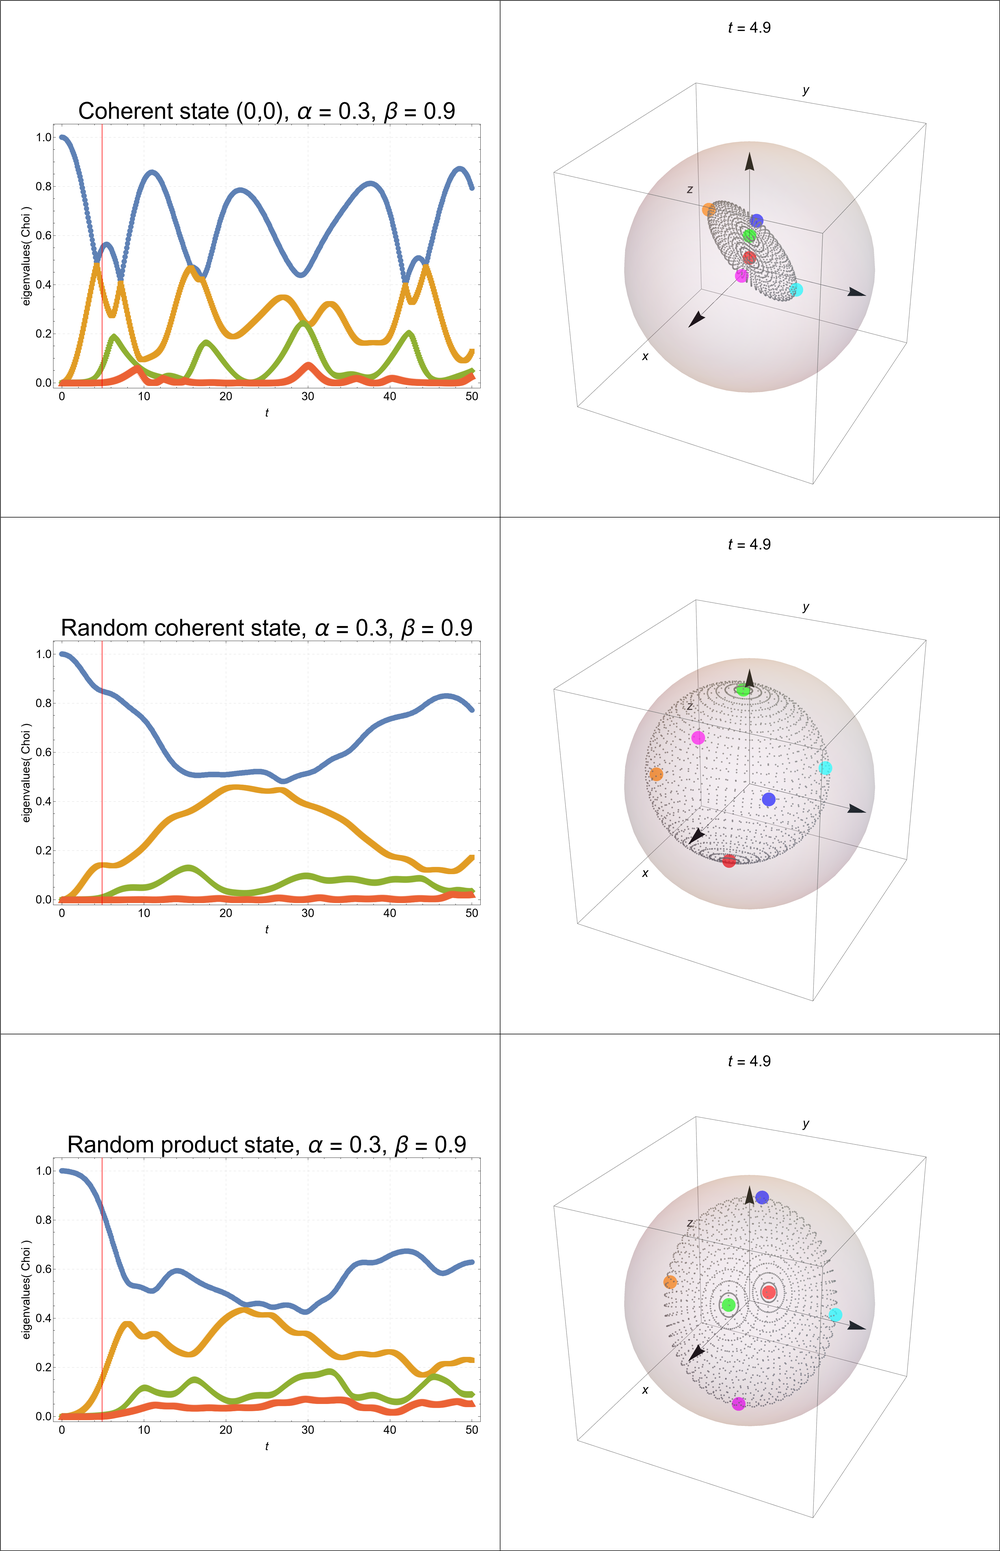 t = 4.9
Coherent state (0,0), α = 0.3, β = 0.9
1.0
0.8
0.6
0.4
0.2
0.0
eigenvalues( Choi )
0
10
20
30
40
50
t
y
z
x
t = 4.9
Random coherent state, α = 0.3, β = 0.9
1.0
0.8
0.6
0.4
0.2
0.0
eigenvalues( Choi )
0
10
20
30
40
50
t
y
z
x
t = 4.9
Random product state, α = 0.3, β = 0.9
1.0
0.8
0.6
0.4
0.2
0.0
eigenvalues( Choi )
0
10
20
30
40
50
t
y
z
x